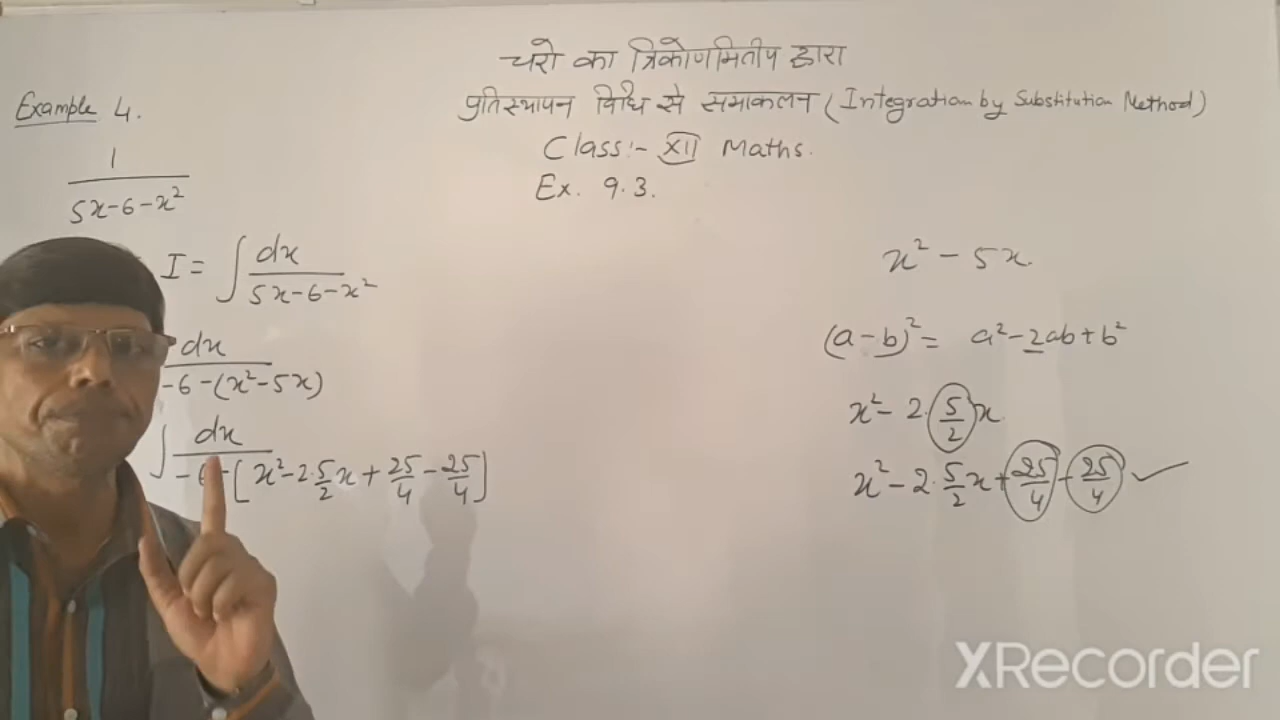 चरो का त्रिकोणमितीय द्वारा
प्रतिस्थापन विधि से समाकलन (Integration by Substitution Method)
Class:- XII Maths.
Ex. 9.3.
Example 4.
1
5x-6-x²
I = ∫ dx
5x-6-x²
dx
-6-(x²-5x)
∫ dx
-6-[x²-2.5/2x+25/4-25/4]
x²-5x
(a-b)² = a²-2ab+b²
x²-2.5/2x
x²-2.5/2x+25/4-25/4 ✓
XRecorder